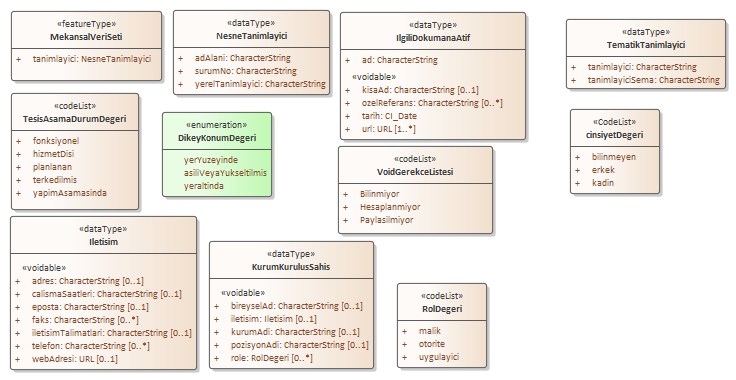 «featureType»
MekansalVeriSeti
+ tanimlayici: NesneTanimlayici
«dataType»
NesneTanimlayici
+ adAlani: CharacterString
+ surumNo: CharacterString
+ yerelTanimlayici: CharacterString
«dataType»
IlgiliDokumanaAtif
+ ad: CharacterString
«voidable»
+ kisaAd: CharacterString [0..1]
+ ozelReferans: CharacterString [0..*]
+ tarih: CI_Date
+ url: URL [1..*]
«dataType»
TematikTanimlayici
+ tanimlayici: CharacterString
+ tanimlayiciSema: CharacterString
«codeList»
TesisAsamaDurumDegeri
+ fonksiyonel
+ hizmetDisi
+ planlanan
+ terkedilmis
+ yapimAsamasinda
«enumeration»
DikeyKonumDegeri
yerYuzeyinde
asiliVeyaYukseltilmis
yeraltinda
«codeList»
VoidGerekceListesi
+ Bilinmiyor
+ Hesaplanmiyor
+ Paylasilmiyor
«CodeList»
cinsiyetDegeri
+ bilinmeyen
+ erkek
+ kadin
«dataType»
Iletisim
«voidable»
+ adres: CharacterString [0..1]
+ calismaSaatleri: CharacterString [0..1]
+ eposta: CharacterString [0..1]
+ faks: CharacterString [0..*]
+ iletisimTalimatlari: CharacterString [0..1]
+ telefon: CharacterString [0..*]
+ webAdresi: URL [0..1]
«dataType»
KurumKurulusSahis
«voidable»
+ bireyselAd: CharacterString [0..1]
+ iletisim: Iletisim [0..1]
+ kurumAdi: CharacterString [0..1]
+ pozisyonAdi: CharacterString [0..1]
+ role: RolDegeri [0..*]
«codeList»
RolDegeri
+ malik
+ otorite
+ uygulayici